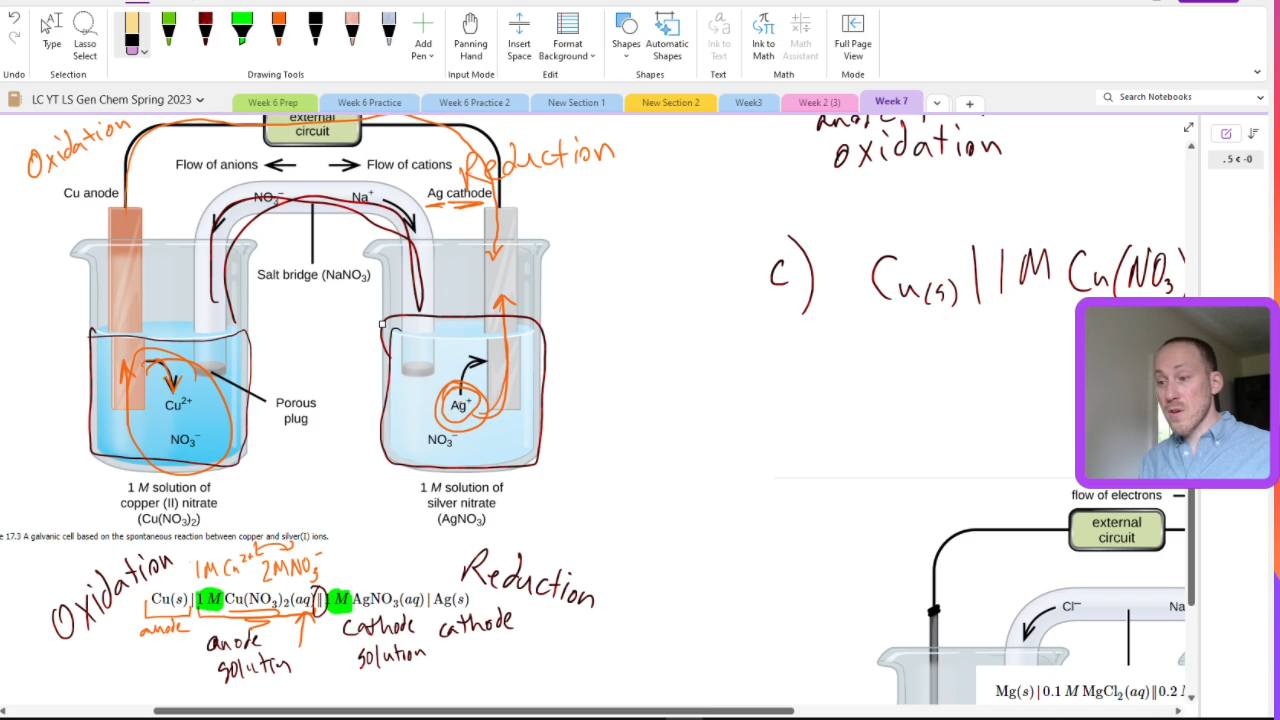 Undo
Type
Lasso
Select
Selection
Drawing Tools
Add
Pen
Panning
Hand
Input Mode
Insert
Space
Format
Background
Edit
Shapes
Automatic
Shapes
Shapes
Ink to
Text
Text
Ink to
Math
Math
Assistant
Math
Full Page
View
Mode
LC YT LS Gen Chem Spring 2023
Week 6 Prep
Week 6 Practice
Week 6 Practice 2
New Section 1
New Section 2
Week3
Week 2 (3)
Week 7
Search Notebooks
.5 € -0
Oxidation
external
circuit
Reduction
Flow of anions
Flow of cations
Cu anode
NO₃⁻
Na⁺
Ag cathode
Salt bridge (NaNO₃)
Cu²⁺
NO₃⁻
Porous
plug
Ag⁺
NO₃⁻
1 M solution of
copper (II) nitrate
(Cu(NO₃)₂)
1 M solution of
silver nitrate
(AgNO₃)
e 17.3 A galvanic cell based on the spontaneous reaction between copper and silver(I) ions.
Oxidation
1M Cu²⁺ 2M NO₃⁻
Reduction
Cu(s) | 1 M Cu(NO₃)₂(aq) || 1 M AgNO₃(aq) | Ag(s)
anode
anode
solution
cathode
solution
cathode
oxidation
c) Cu(s) | 1 M Cu(NO₃)
flow of electrons
external
circuit
Cl⁻
Na
Mg(s) | 0.1 M MgCl₂(aq) || 0.2 M